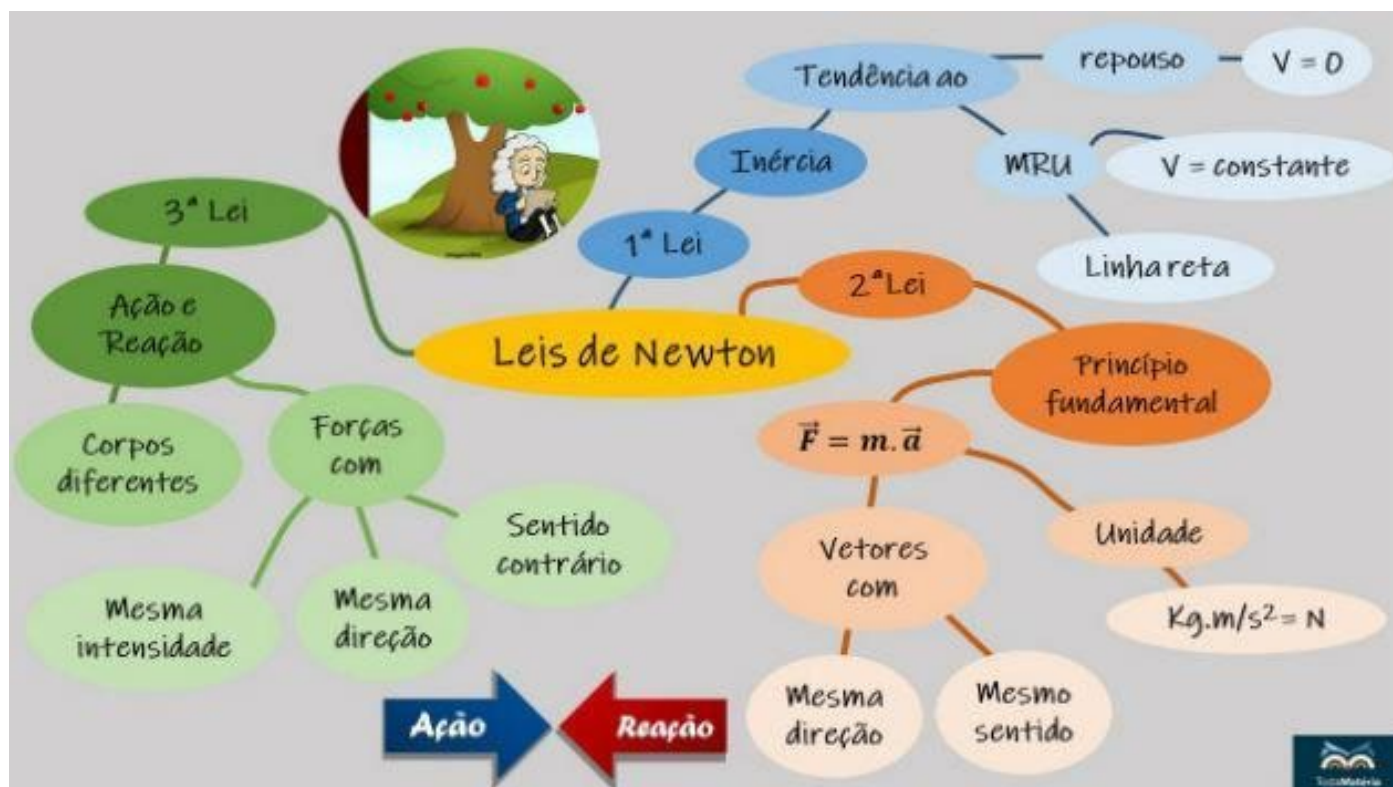 Leis de Newton
1ª Lei
Inércia
Tendência ao
repouso
V = 0
MRU
V = constante
Linha reta
2ª Lei
Princípio
fundamental
F⃗ = m. a⃗
Unidade
Kg.m/s² = N
Vetores
com
Mesma
direção
Mesmo
sentido
3ª Lei
Ação e
Reação
Corpos
diferentes
Forças
com
Mesma
intensidade
Mesma
direção
Sentido
contrário
Ação
Reação
TodaMatéria